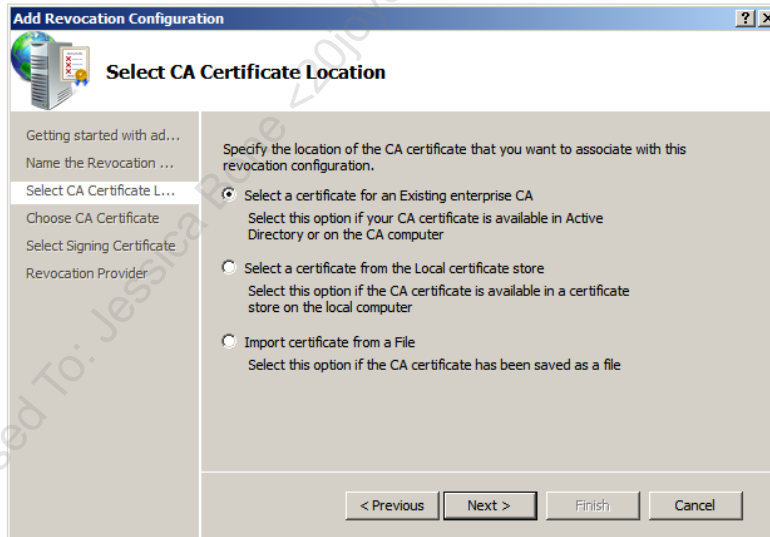 Add Revocation Configuration
Select CA Certificate Location
Getting started with ad...
Name the Revocation ...
Select CA Certificate L...
Choose CA Certificate
Select Signing Certificate
Revocation Provider
Specify the location of the CA certificate that you want to associate with this
revocation configuration.
Select a certificate for an Existing enterprise CA
Select this option if your CA certificate is available in Active
Directory or on the CA computer
Select a certificate from the Local certificate store
Select this option if the CA certificate is available in a certificate
store on the local computer
Import certificate from a File
Select this option if the CA certificate has been saved as a file
< Previous
Next >
Finish
Cancel
To: Jessica Bone <20joy